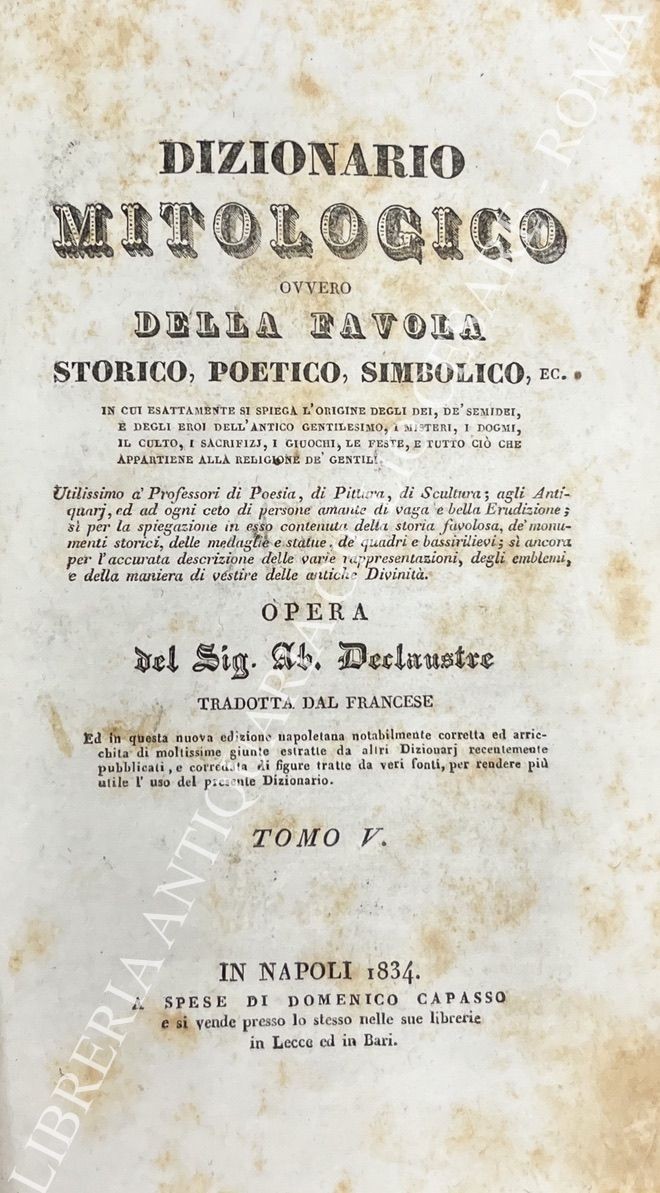 DIZIONARIO
MITOLOGICO
OVVERO
DELLA FAVOLA
STORICO, POETICO, SIMBOLICO, EC.
IN CUI ESATTAMENTE SI SPIEGA L'ORIGINE DEGLI DEI, DE' SEMIDEI,
E DEGLI EROI DELL'ANTICO GENTILESIMO, I MISTERI, I DOGMI,
IL CULTO, I SACRIFIZJ, I GIUOCHI, LE FESTE, E TUTTO CIÒ CHE
APPARTIENE ALLA RELIGIONE DE' GENTILI.
Utilissimo a' Professori di Poesia, di Pittura, di Scultura; agli Anti-
quarj, ed ad ogni ceto di persone amante di vaga e bella Erudizione;
sì per la spiegazione in esso contenuta della storia favolosa, de' monu-
menti storici, delle medaglie e statue, de' quadri e bassirilievi; sì ancora
per l'accurata descrizione delle varie rappresentazioni, degli emblemi,
e della maniera di vestire delle antiche Divinità.
OPERA
del Sig. Ab. Declaustre
TRADOTTA DAL FRANCESE
Ed in questa nuova edizione napoletana notabilmente corretta ed arric-
chita di moltissime giunte estratte da altri Dizionarj recentemente
pubblicati, e corredata di figure tratte da veri fonti, per rendere più
utile l' uso del presente Dizionario.
TOMO V.
IN NAPOLI 1834.
A SPESE DI DOMENICO CAPASSO
e si vende presso lo stesso nelle sue librerie
in Lecce ed in Bari.